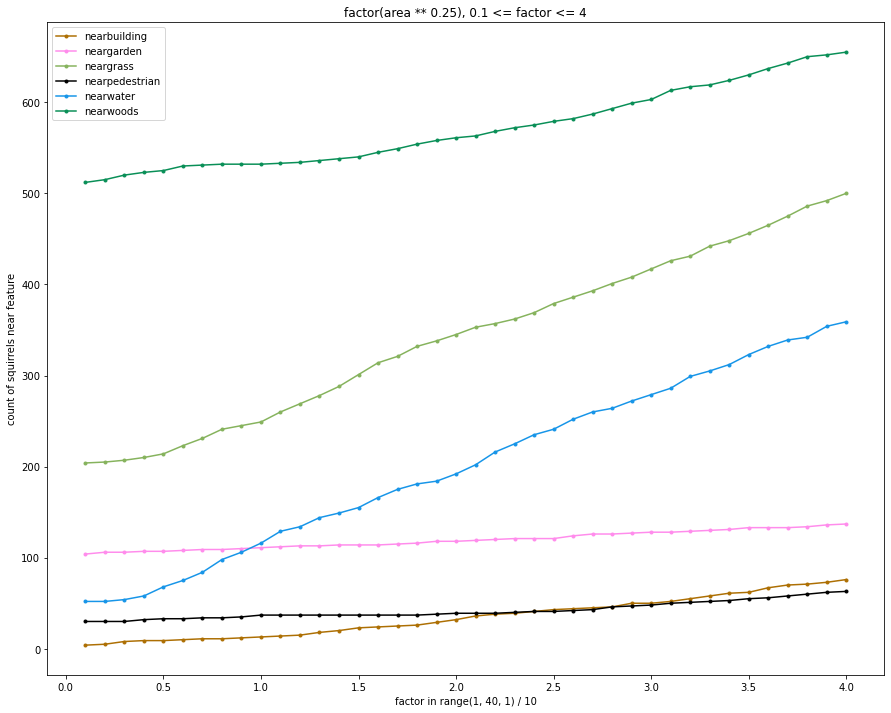 factor(area ** 0.25), 0.1 <= factor <= 4
nearbuilding
neargarden
neargrass
nearpedestrian
nearwater
nearwoods
600
500
400
300
200
100
0
count of squirrels near feature
0.0 0.5 1.0 1.5 2.0 2.5 3.0 3.5 4.0
factor in range(1, 40, 1) / 10